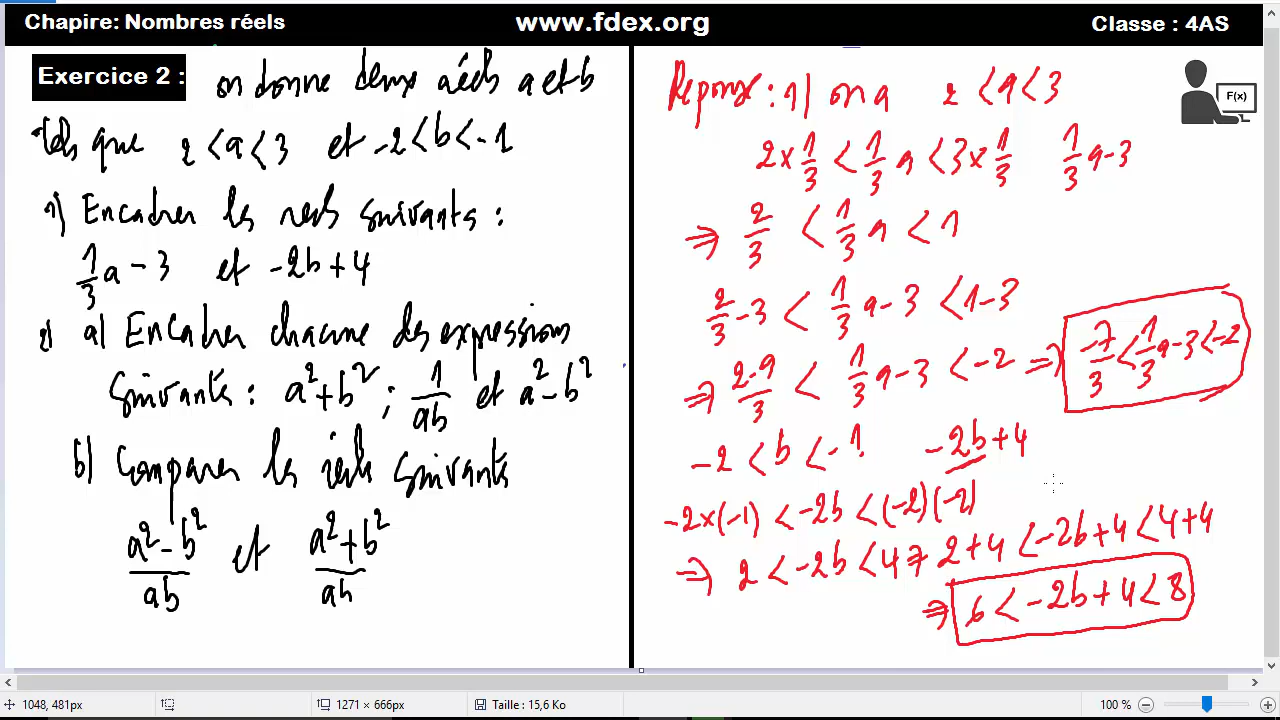 Chapire: Nombres réels
www.fdex.org
Classe : 4AS
Exercice 2 : on donne deux réels a et b
tels que 2 < a < 3 et -2 < b < -1
1) Encadrer les reels suivants :
1/3 a - 3 et -2b + 4
2) a) Encadrer chacune des expressions
suivants : a² + b² ; 1/ab et a² - b²
b) Comparer les réels suivants
(a² - b²)/ab et (a² + b²)/ab
Reponse : 1) on a 2 < a < 3
F(x)
2 × 1/3 < 1/3 a < 3 × 1/3 1/3 a - 3
⇒ 2/3 < 1/3 a < 1
2/3 - 3 < 1/3 a - 3 < 1 - 3
⇒ (2 - 9)/3 < 1/3 a - 3 < -2 ⇒ -7/3 < 1/3 a - 3 < -2
-2 < b < -1 -2b + 4
-2 × (-1) < -2b < (-2)(-2)
⇒ 2 < -2b < 4 ⇒ 2 + 4 < -2b + 4 < 4 + 4
⇒ 6 < -2b + 4 < 8
1048, 481px
1271 × 666px
Taille : 15,6 Ko
100 %